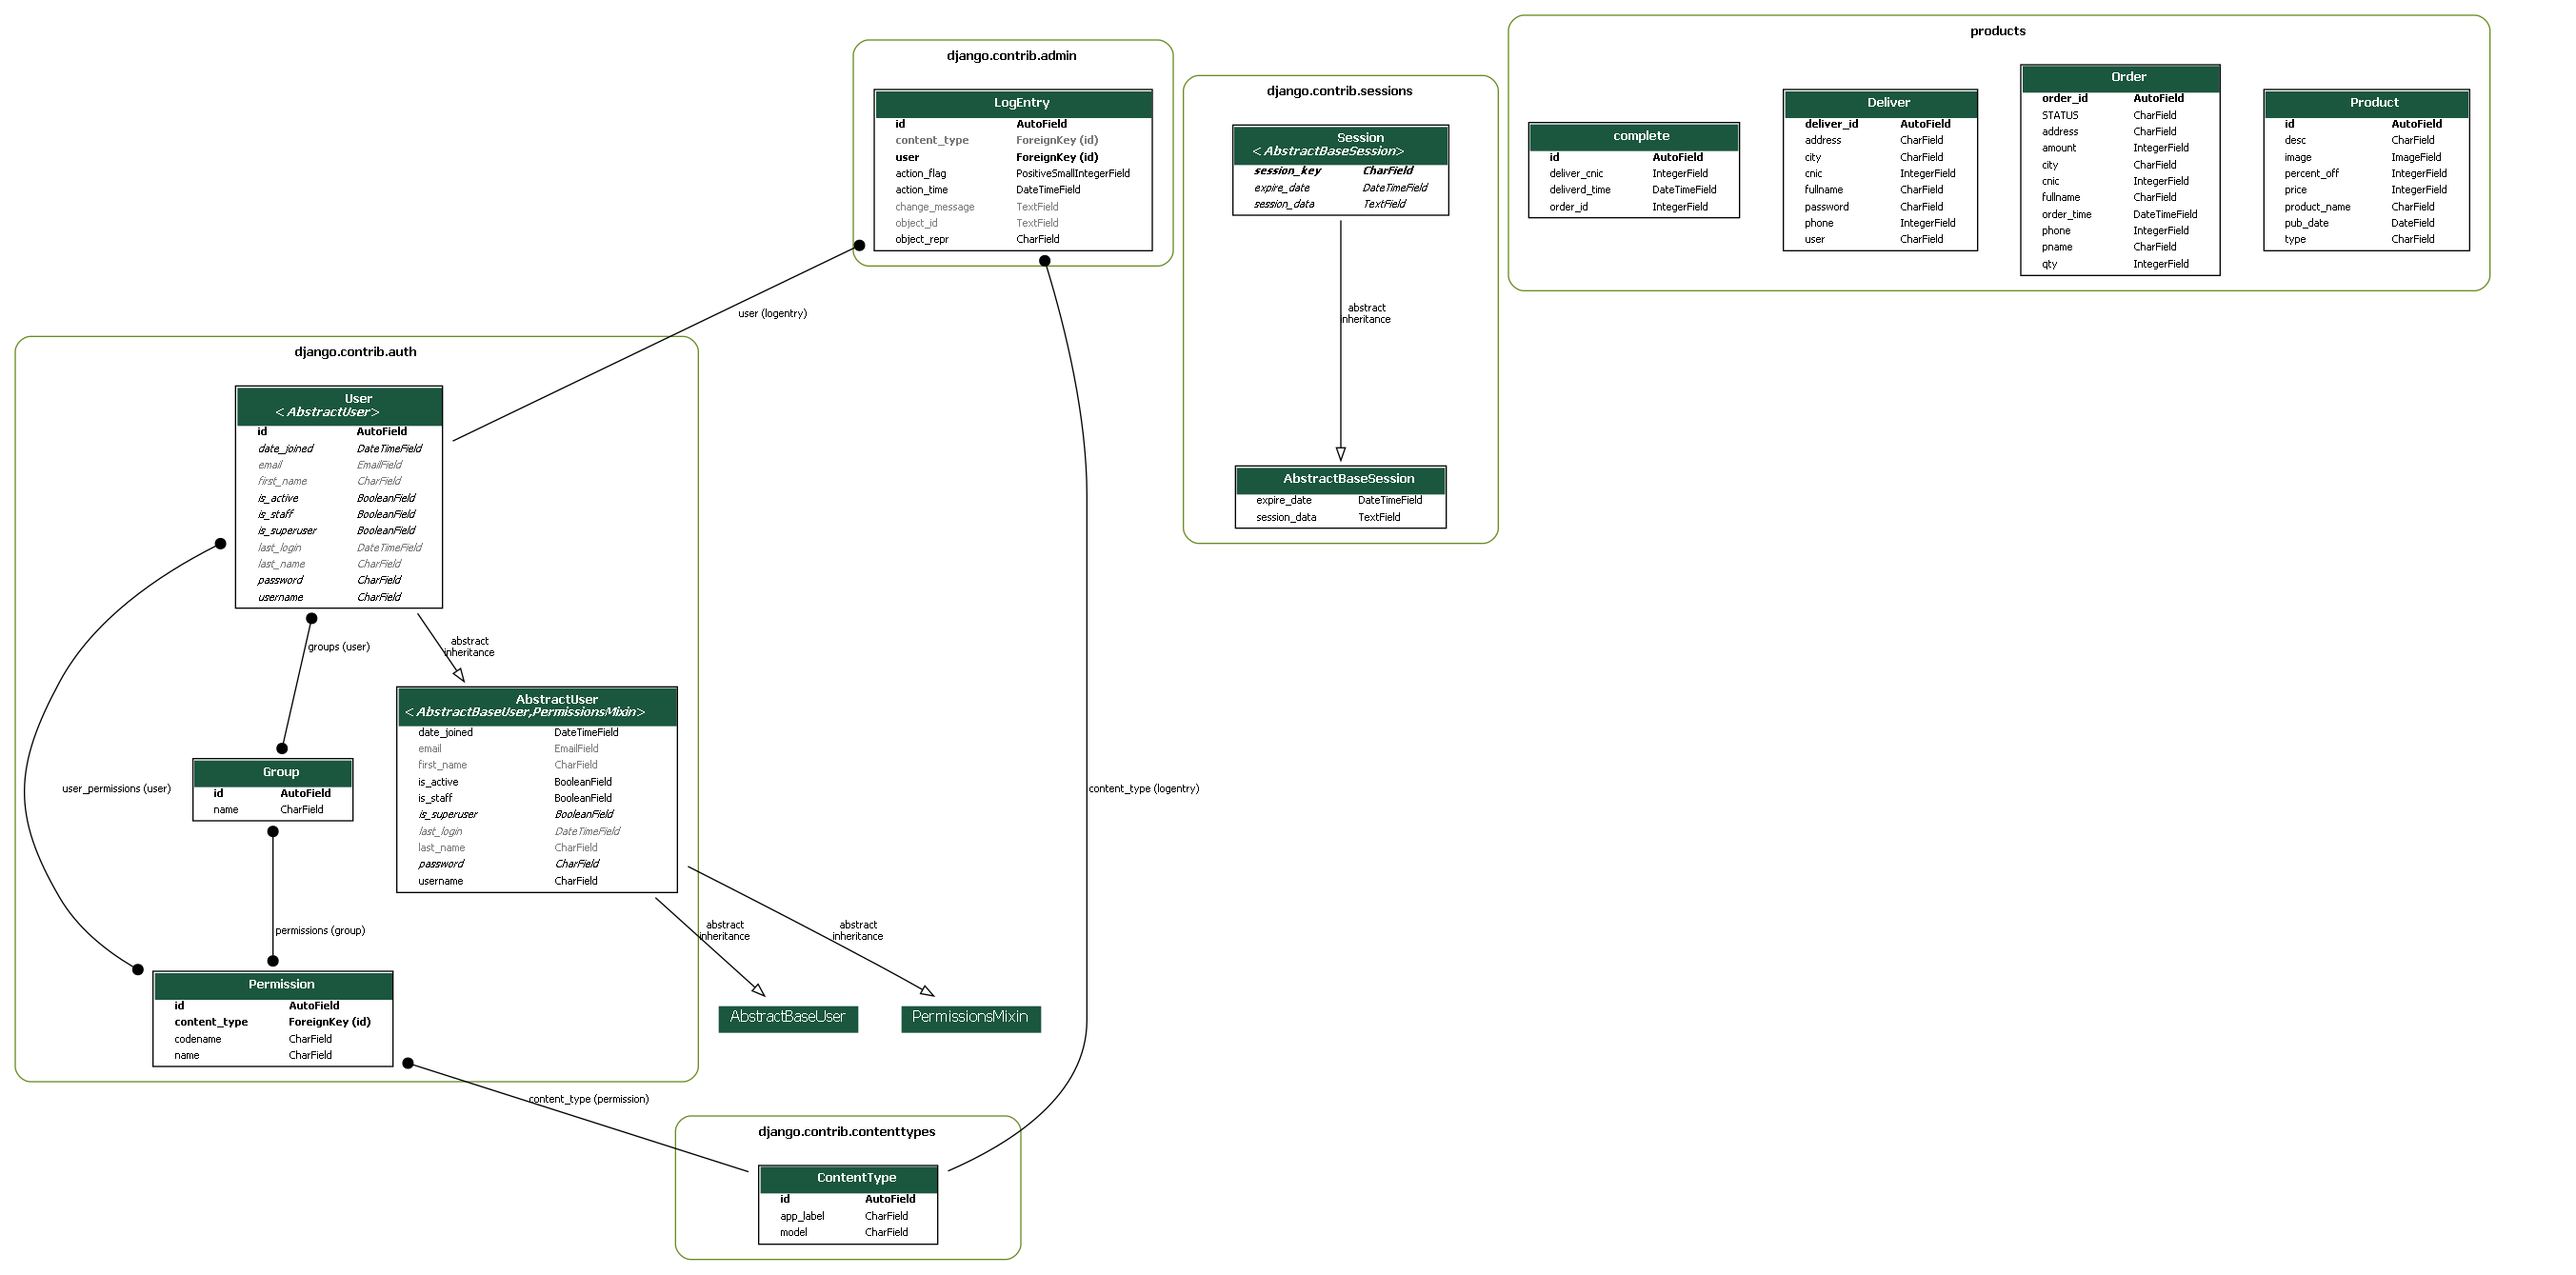 django.contrib.admin
LogEntry
id AutoField
content_type ForeignKey (id)
user ForeignKey (id)
action_flag PositiveSmallIntegerField
action_time DateTimeField
change_message TextField
object_id TextField
object_repr CharField
django.contrib.sessions
Session
<AbstractBaseSession>
session_key CharField
expire_date DateTimeField
session_data TextField
abstract
inheritance
AbstractBaseSession
expire_date DateTimeField
session_data TextField
products
complete
id AutoField
deliver_cnic IntegerField
deliverd_time DateTimeField
order_id IntegerField
Deliver
deliver_id AutoField
address CharField
city CharField
cnic IntegerField
fullname CharField
password CharField
phone IntegerField
user CharField
Order
order_id AutoField
STATUS CharField
address CharField
amount IntegerField
city CharField
cnic IntegerField
fullname CharField
order_time DateTimeField
phone IntegerField
pname CharField
qty IntegerField
Product
id AutoField
desc CharField
image ImageField
percent_off IntegerField
price IntegerField
product_name CharField
pub_date DateField
type CharField
user (logentry)
django.contrib.auth
User
<AbstractUser>
id AutoField
date_joined DateTimeField
email EmailField
first_name CharField
is_active BooleanField
is_staff BooleanField
is_superuser BooleanField
last_login DateTimeField
last_name CharField
password CharField
username CharField
groups (user)
abstract
inheritance
AbstractUser
<AbstractBaseUser,PermissionsMixin>
date_joined DateTimeField
email EmailField
first_name CharField
is_active BooleanField
is_staff BooleanField
is_superuser BooleanField
last_login DateTimeField
last_name CharField
password CharField
username CharField
Group
id AutoField
name CharField
user_permissions (user)
content_type (logentry)
permissions (group)
abstract
inheritance
abstract
inheritance
Permission
id AutoField
content_type ForeignKey (id)
codename CharField
name CharField
AbstractBaseUser
PermissionsMixin
content_type (permission)
django.contrib.contenttypes
ContentType
id AutoField
app_label CharField
model CharField